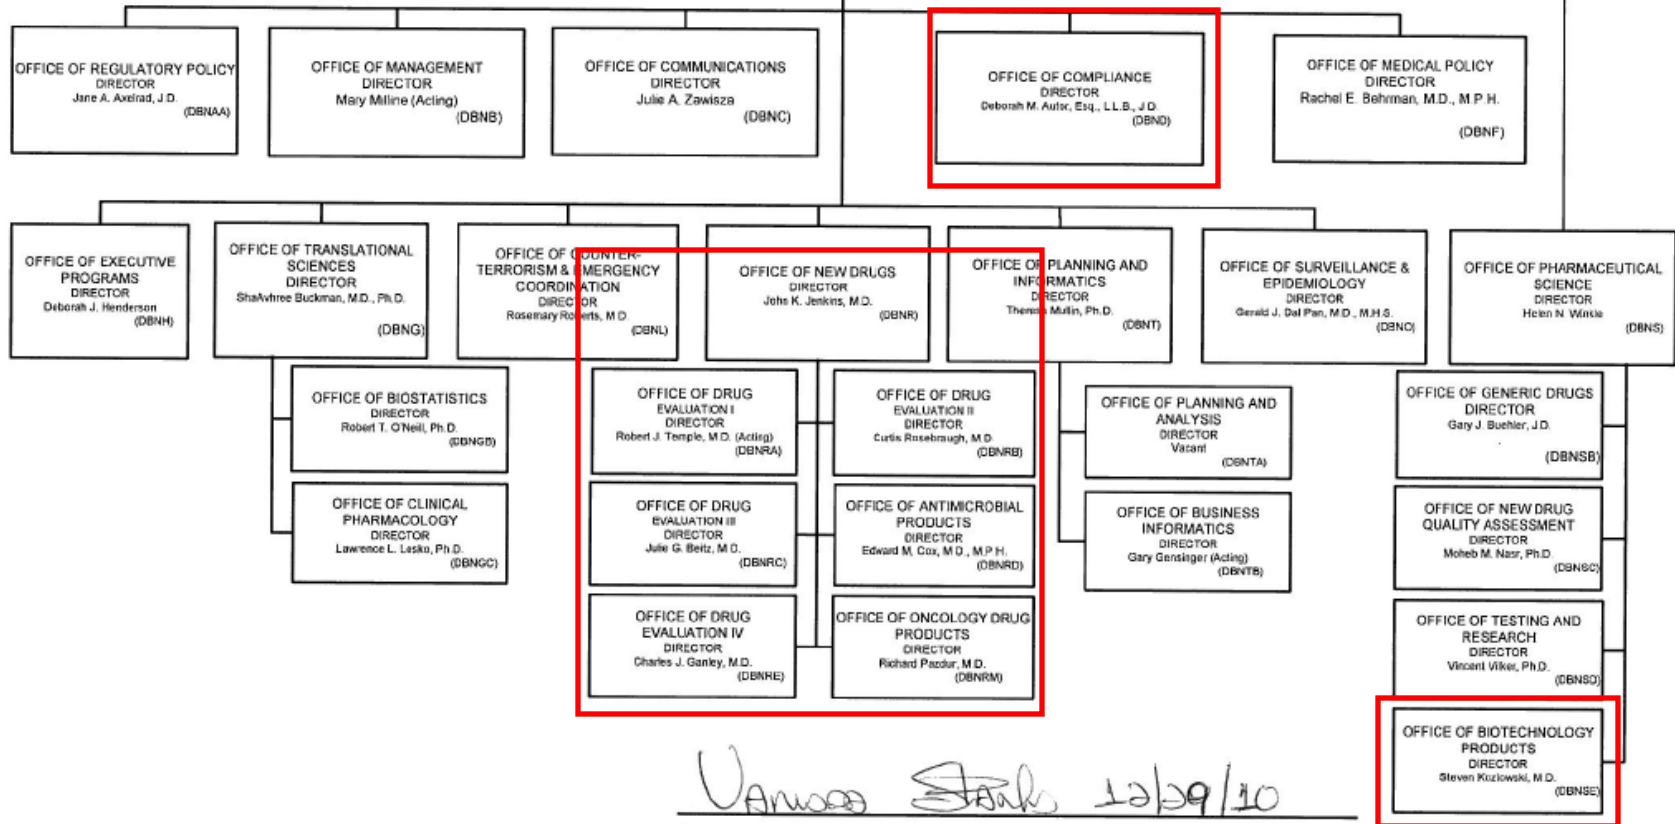 OFFICE OF REGULATORY POLICY
DIRECTOR
Jane A. Axelrad, J.D.
(DBNAA)
OFFICE OF MANAGEMENT
DIRECTOR
Mary Milline (Acting)
(DBNB)
OFFICE OF COMMUNICATIONS
DIRECTOR
Julie A. Zawisza
(DBNC)
OFFICE OF COMPLIANCE
DIRECTOR
Deborah M. Autor, Esq., L.L.B., J.D.
(DBND)
OFFICE OF MEDICAL POLICY
DIRECTOR
Rachel E. Behrman, M.D., M.P.H.
(DBNF)
OFFICE OF EXECUTIVE
PROGRAMS
DIRECTOR
Deborah J. Henderson
(DBNH)
OFFICE OF TRANSLATIONAL
SCIENCES
DIRECTOR
ShaAvhree Buckman, M.D., Ph.D.
(DBNG)
OFFICE OF COUNTER-
TERRORISM & EMERGENCY
COORDINATION
DIRECTOR
Rosemary Roberts, M.D
(DBNL)
OFFICE OF NEW DRUGS
DIRECTOR
John K. Jenkins, M.D.
(DBNR)
OFFICE OF PLANNING AND
INFORMATICS
DIRECTOR
Theresa Mullin, Ph.D.
(DBNT)
OFFICE OF SURVEILLANCE &
EPIDEMIOLOGY
DIRECTOR
Gerald J. Dal Pan, M.D., M.H.S.
(DBNO)
OFFICE OF PHARMACEUTICAL
SCIENCE
DIRECTOR
Helen N. Winkle
(DBNS)
OFFICE OF BIOSTATISTICS
DIRECTOR
Robert T. O'Neill, Ph.D.
(DBNGB)
OFFICE OF CLINICAL
PHARMACOLOGY
DIRECTOR
Lawrence L. Lesko, Ph.D.
(DBNGC)
OFFICE OF DRUG
EVALUATION I
DIRECTOR
Robert J. Temple, M.D. (Acting)
(DBNRA)
OFFICE OF DRUG
EVALUATION II
DIRECTOR
Curtis Rosebraugh, M.D.
(DBNRB)
OFFICE OF DRUG
EVALUATION III
DIRECTOR
Julie G. Beitz, M.D.
(DBNRC)
OFFICE OF ANTIMICROBIAL
PRODUCTS
DIRECTOR
Edward M. Cox, M.D., M.P.H.
(DBNRD)
OFFICE OF DRUG
EVALUATION IV
DIRECTOR
Charles J. Ganley, M.D.
(DBNRE)
OFFICE OF ONCOLOGY DRUG
PRODUCTS
DIRECTOR
Richard Pazdur, M.D.
(DBNRM)
OFFICE OF PLANNING AND
ANALYSIS
DIRECTOR
Vacant
(DBNTA)
OFFICE OF BUSINESS
INFORMATICS
DIRECTOR
Gary Gensinger (Acting)
(DBNTB)
OFFICE OF GENERIC DRUGS
DIRECTOR
Gary J. Buehler, J.D.
(DBNSB)
OFFICE OF NEW DRUG
QUALITY ASSESSMENT
DIRECTOR
Moheb M. Nasr, Ph.D.
(DBNSC)
OFFICE OF TESTING AND
RESEARCH
DIRECTOR
Vincent Vilker, Ph.D.
(DBNSD)
OFFICE OF BIOTECHNOLOGY
PRODUCTS
DIRECTOR
Steven Kozlowski, M.D.
(DBNSE)
12/29/10